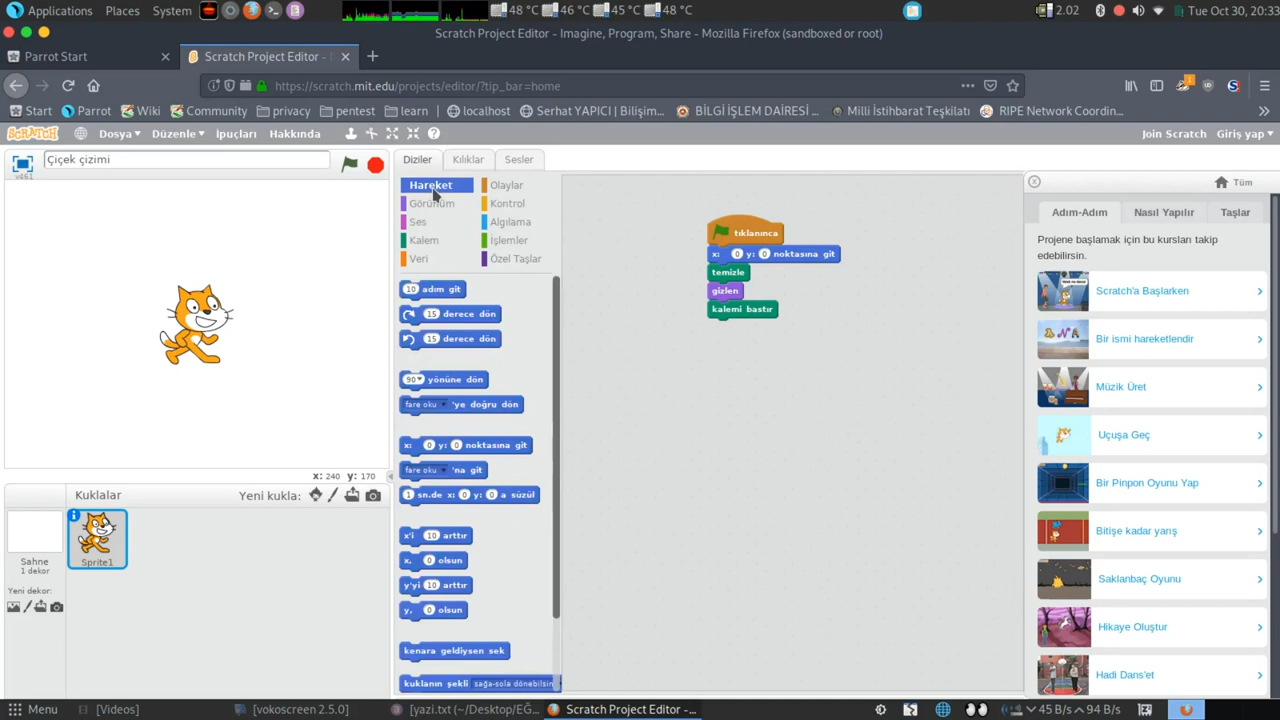 Applications Places System 48 °C 46 °C 45 °C 48 °C 2.02 Tue Oct 30, 20:33
Scratch Project Editor - Imagine, Program, Share - Mozilla Firefox (sandboxed or root)
Parrot Start Scratch Project Editor -
https://scratch.mit.edu/projects/editor/?tip_bar=home
Start Parrot Wiki Community privacy pentest learn localhost Serhat YAPICI | Bilişim... BİLGİ İŞLEM DAİRESİ ... Milli İstihbarat Teşkilatı RIPE Network Coordin...
SCRATCH Dosya Düzenle İpuçları Hakkında Join Scratch Giriş yap
Çiçek çizimi
v461
Diziler Kılıklar Sesler
Hareket Olaylar
Görünüm Kontrol
Ses Algılama
Kalem İşlemler
Veri Özel Taşlar
10 adım git
15 derece dön
15 derece dön
90 yönüne dön
fare oku 'ye doğru dön
x: 0 y: 0 noktasına git
fare oku 'na git
1 sn.de x: 0 y: 0 a süzül
x'i 10 arttır
x, 0 olsun
y'yi 10 arttır
y, 0 olsun
kenara geldiysen sek
kuklanın şekli sağa-sola dönebilsin
tıklanınca
x: 0 y: 0 noktasına git
temizle
gizlen
kalemi bastır
x: 240 y: 170
Kuklalar Yeni kukla:
Sahne
1 dekor
Yeni dekor:
Sprite1
Tüm
Adım-Adım Nasıl Yapılır Taşlar
Projene başlamak için bu kursları takip
edebilirsin.
Scratch'a Başlarken
Bir ismi hareketlendir
Müzik Üret
Uçuşa Geç
Bir Pinpon Oyunu Yap
Bitişe kadar yarış
Saklanbaç Oyunu
Hikaye Oluştur
Hadi Dans'et
Menu [Videos] [vokoscreen 2.5.0] [yazi.txt (~/Desktop/EĞ... Scratch Project Editor -... 45 B/s 94 B/s